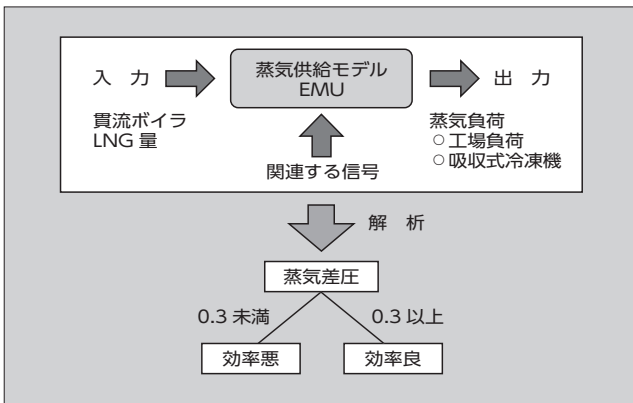 入　力
蒸気供給モデル
EMU
出　力
貫流ボイラ
LNG 量
関連する信号
蒸気負荷
○工場負荷
○吸収式冷凍機
解　析
蒸気差圧
0.3 未満
0.3 以上
効率悪
効率良